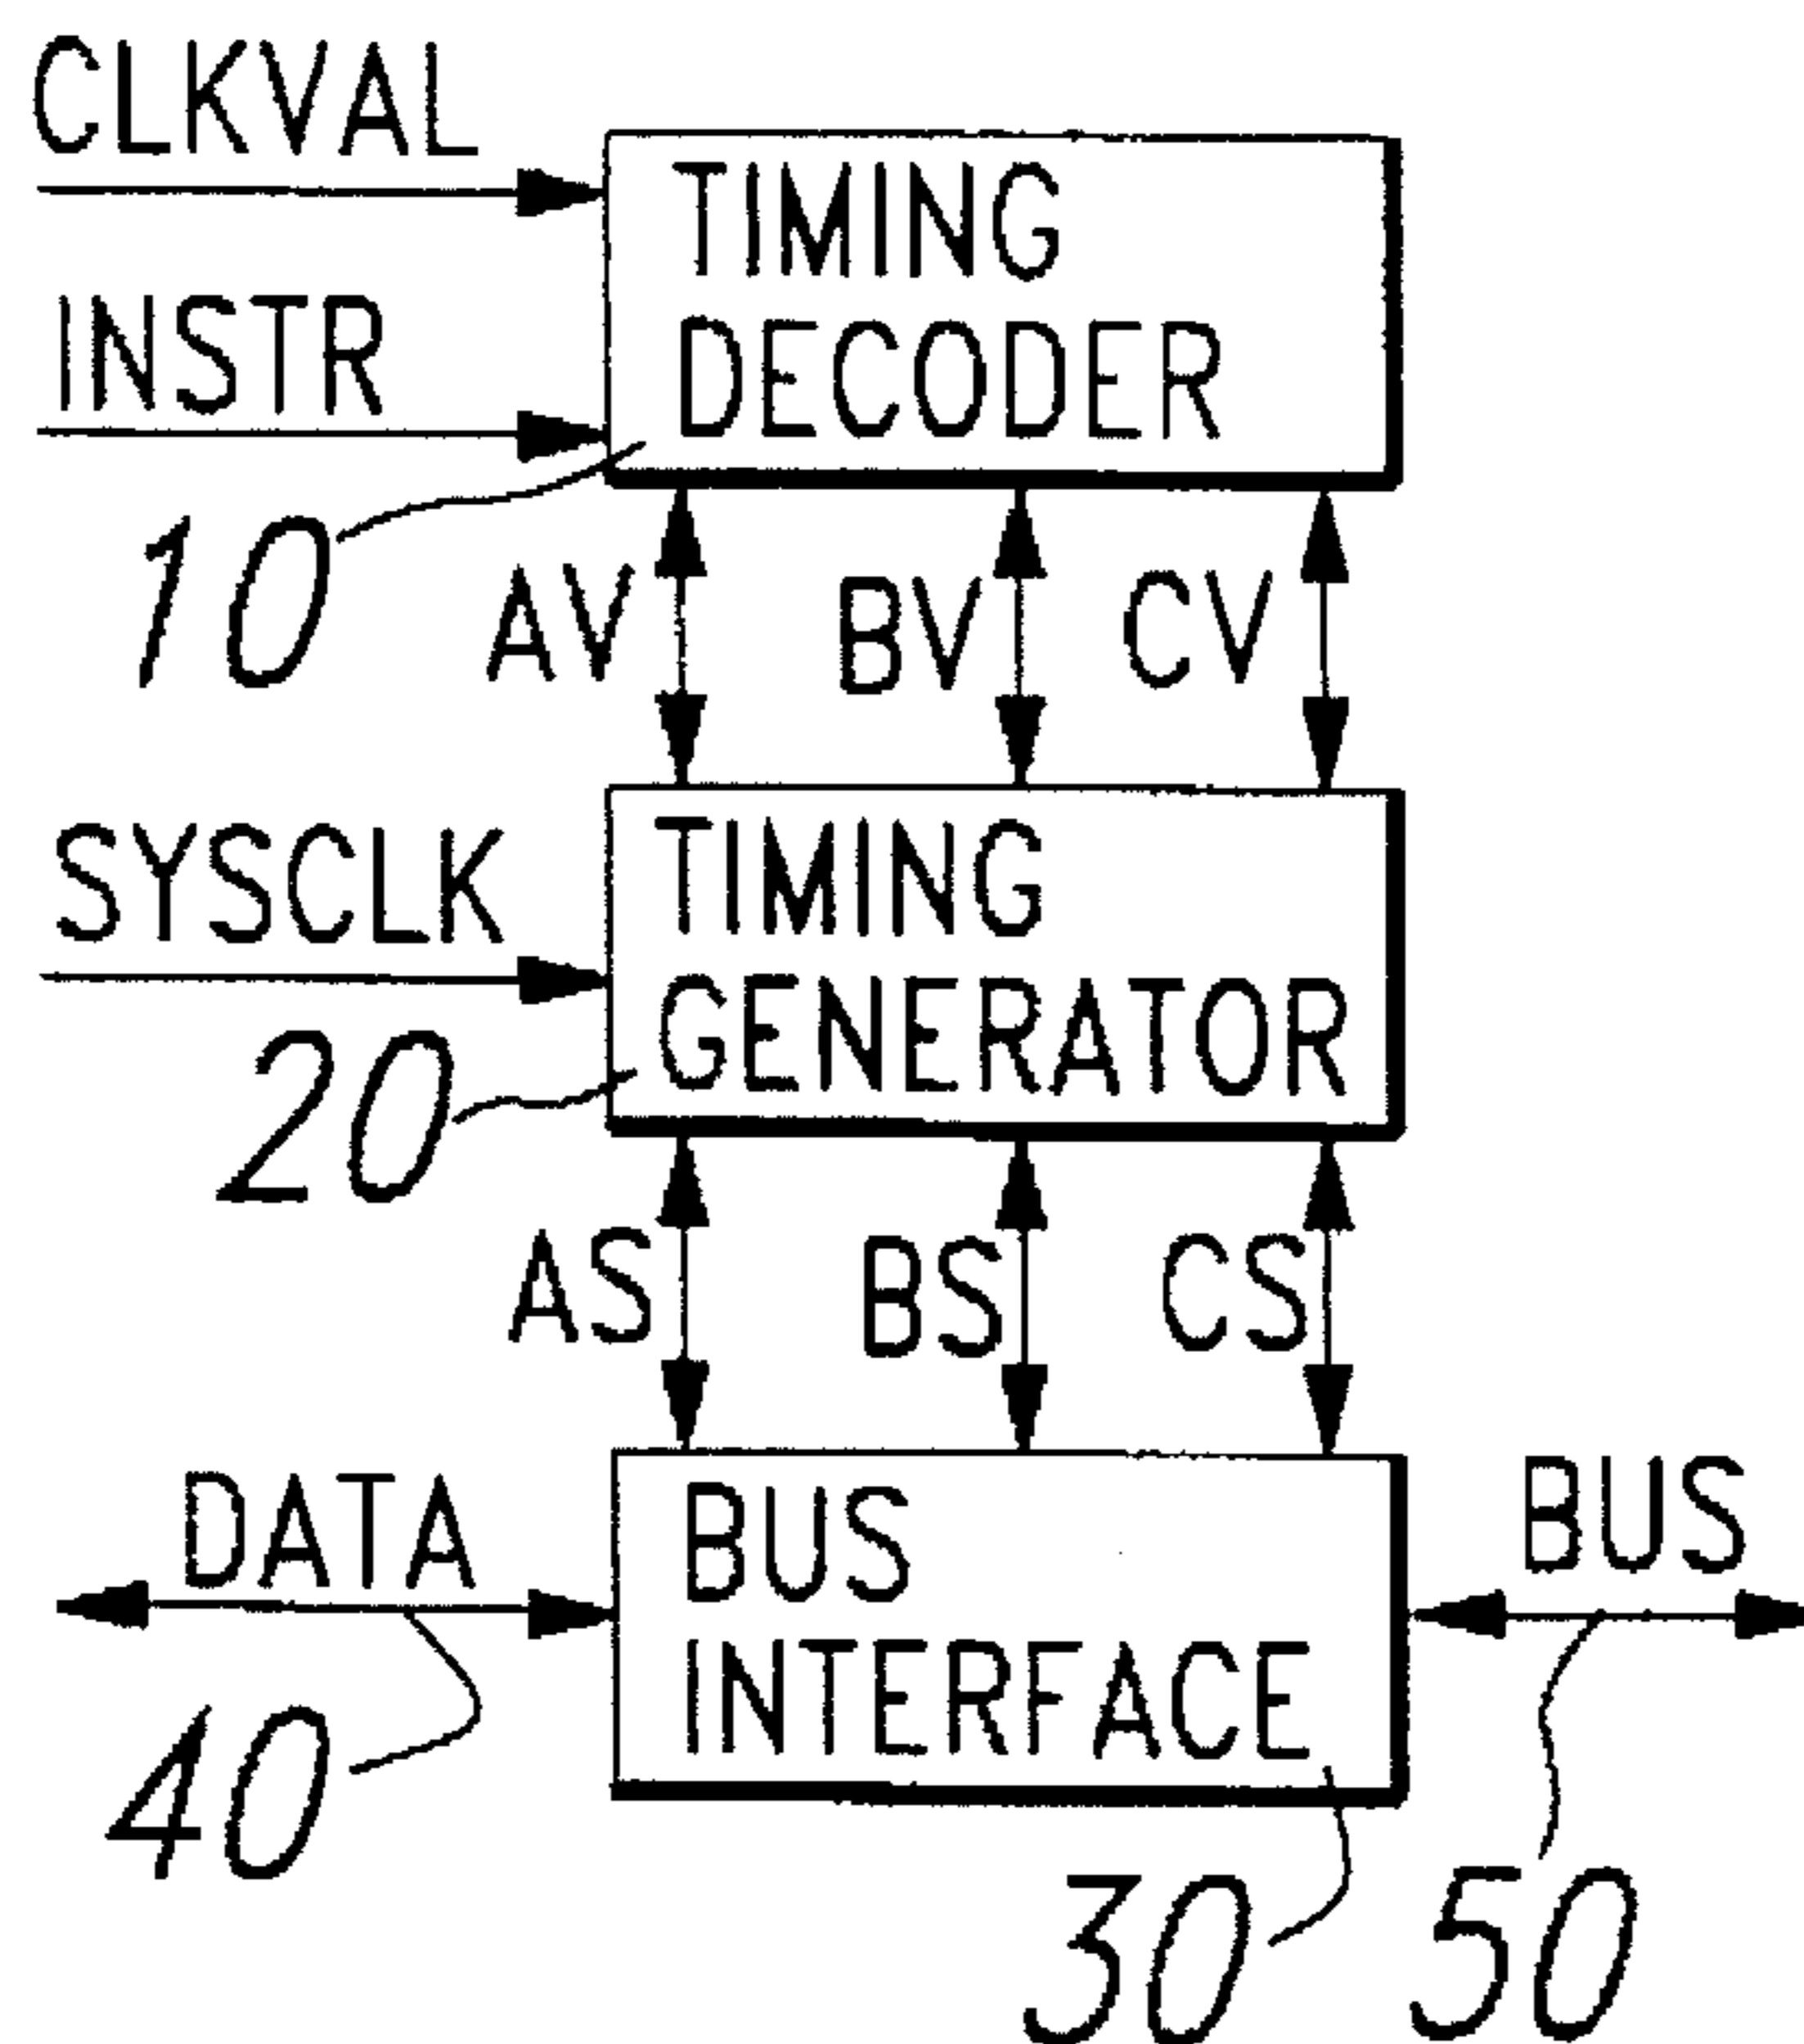 CLKVAL
TIMING
DECODER
INSTR
10
AV
BV
CV
SYSCLK
TIMING
GENERATOR
20
AS
BS
CS
DATA
BUS
INTERFACE
BUS
40
30
50